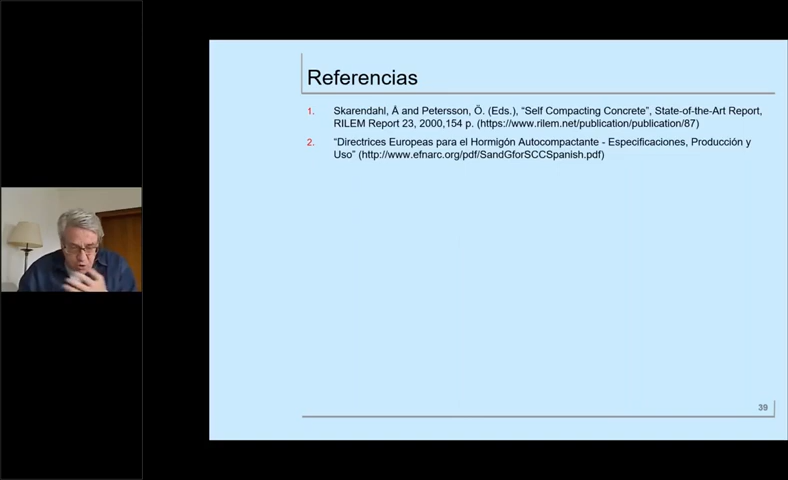 Referencias
1. Skarendahl, Å and Petersson, Ö. (Eds.), “Self Compacting Concrete”, State-of-the-Art Report,
RILEM Report 23, 2000,154 p. (https://www.rilem.net/publication/publication/87)
2. “Directrices Europeas para el Hormigón Autocompactante - Especificaciones, Producción y
Uso” (http://www.efnarc.org/pdf/SandGforSCCSpanish.pdf)
39